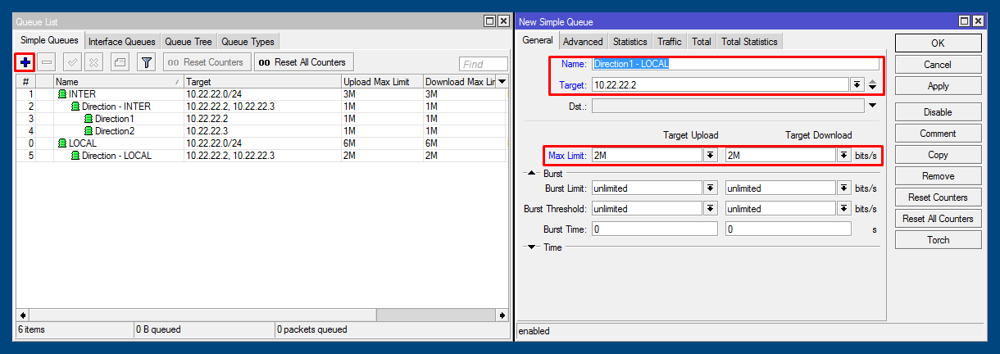 Queue List
Simple Queues Interface Queues Queue Tree Queue Types
00 Reset Counters 00 Reset All Counters Find
# Name Target Upload Max Limit Download Max Lir
1 INTER 10.22.22.0/24 3M 3M
2 Direction - INTER 10.22.22.2, 10.22.22.3 1M 1M
3 Direction1 10.22.22.2 1M 1M
4 Direction2 10.22.22.3 1M 1M
0 LOCAL 10.22.22.0/24 6M 6M
5 Direction - LOCAL 10.22.22.2, 10.22.22.3 2M 2M
6 items 0 B queued 0 packets queued
New Simple Queue
General Advanced Statistics Traffic Total Total Statistics
Name: Direction1 - LOCAL
Target: 10.22.22.2
Dst.:
Target Upload Target Download
Max Limit: 2M 2M bits/s
Burst
Burst Limit: unlimited unlimited bits/s
Burst Threshold: unlimited unlimited bits/s
Burst Time: 0 0 s
Time
OK
Cancel
Apply
Disable
Comment
Copy
Remove
Reset Counters
Reset All Counters
Torch
enabled